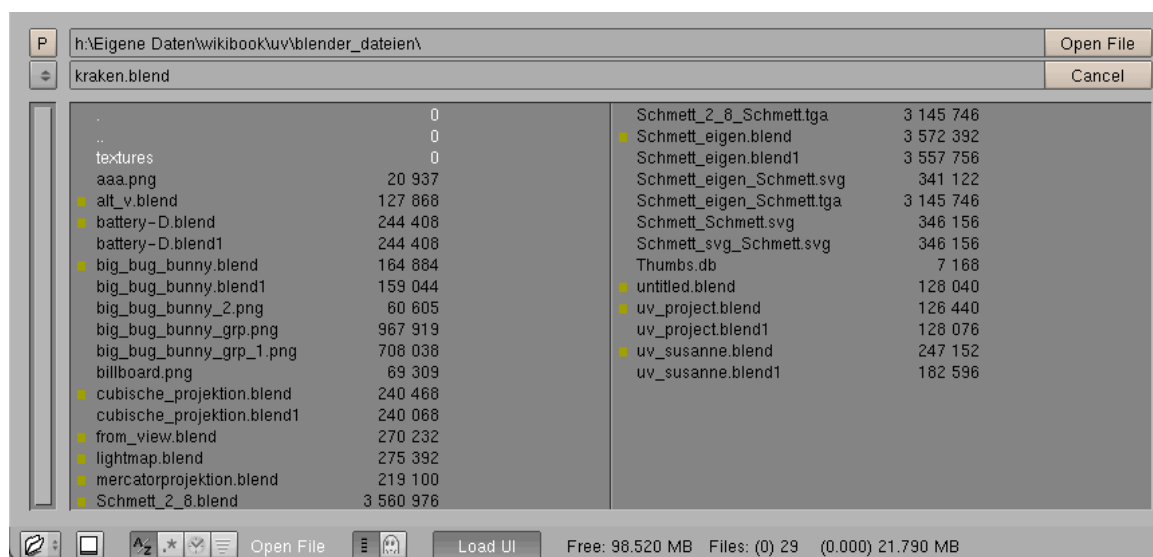 P h:\Eigene Daten\wikibook\uv\blender_dateien\ Open File
kraken.blend Cancel
. 0
.. 0
textures 0
aaa.png 20 937
alt_v.blend 127 868
battery-D.blend 244 408
battery-D.blend1 244 408
big_bug_bunny.blend 164 884
big_bug_bunny.blend1 159 044
big_bug_bunny_2.png 60 605
big_bug_bunny_grp.png 967 919
big_bug_bunny_grp_1.png 708 038
billboard.png 69 309
cubische_projektion.blend 240 468
cubische_projektion.blend1 240 068
from_view.blend 270 232
lightmap.blend 275 392
mercatorprojektion.blend 219 100
Schmett_2_8.blend 3 560 976
Schmett_2_8_Schmett.tga 3 145 746
Schmett_eigen.blend 3 572 392
Schmett_eigen.blend1 3 557 756
Schmett_eigen_Schmett.svg 341 122
Schmett_eigen_Schmett.tga 3 145 746
Schmett_Schmett.svg 346 156
Schmett_svg_Schmett.svg 346 156
Thumbs.db 7 168
untitled.blend 128 040
uv_project.blend 126 440
uv_project.blend1 128 076
uv_susanne.blend 247 152
uv_susanne.blend1 182 596
A/z .* Open File Load UI Free: 98.520 MB Files: (0) 29 (0.000) 21.790 MB